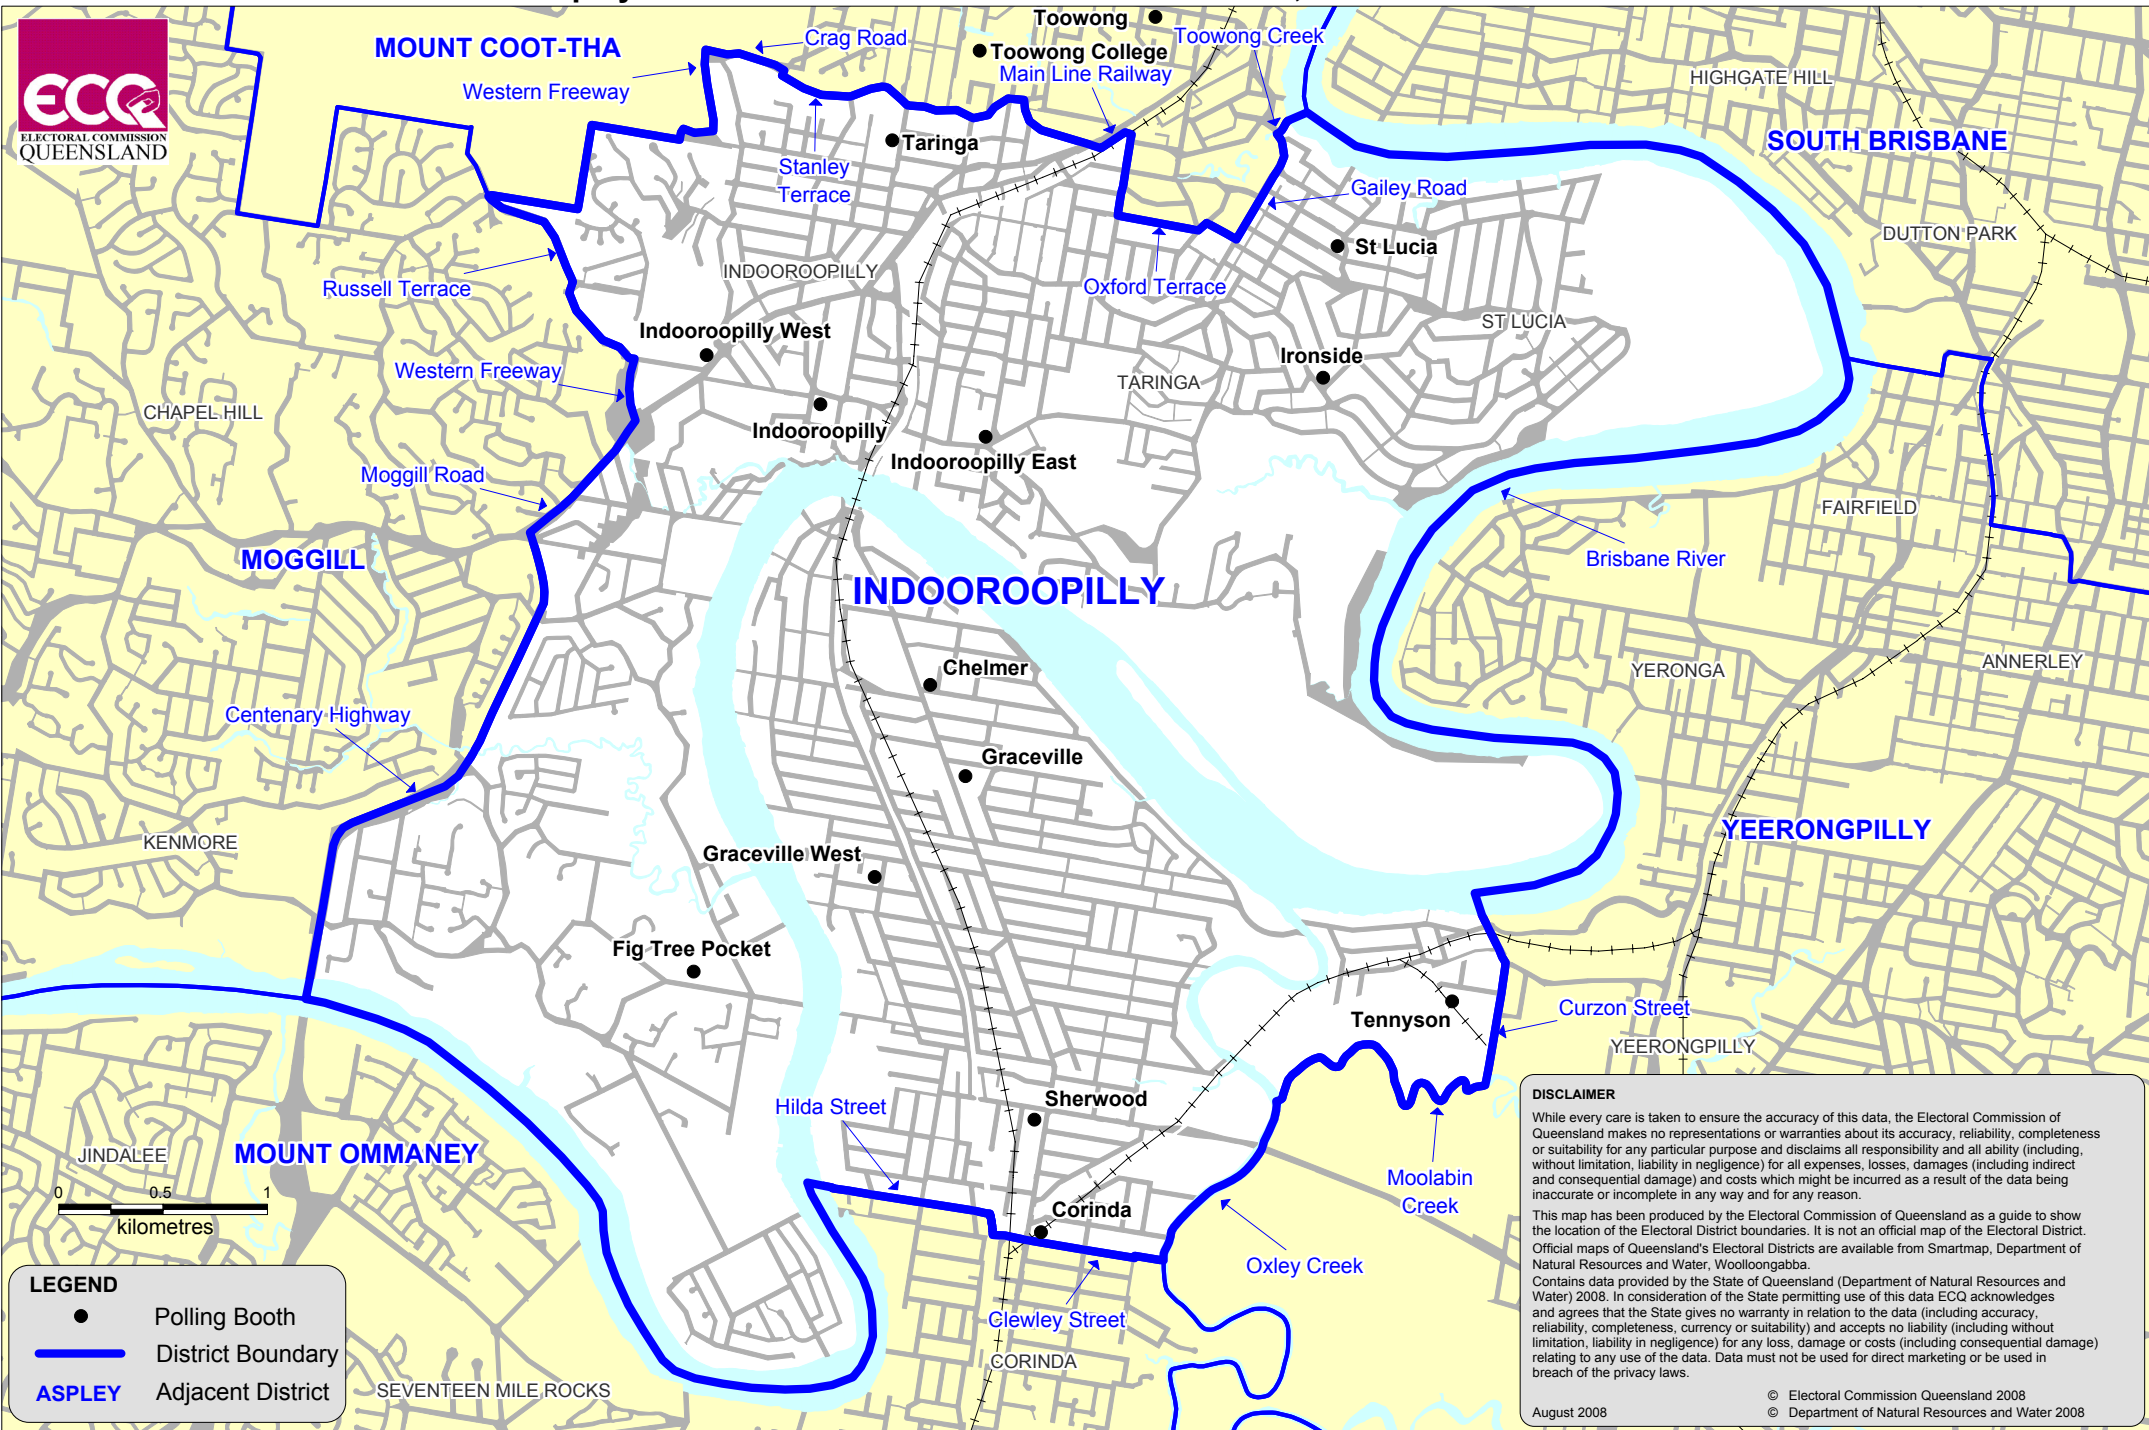 ECQ
ELECTORAL COMMISSION
QUEENSLAND
MOUNT COOT-THA
Crag Road
Western Freeway
Toowong
Toowong College
Main Line Railway
Toowong Creek
HIGHGATE HILL
SOUTH BRISBANE
Taringa
Stanley
Terrace
Gailey Road
St Lucia
DUTTON PARK
INDOOROOPILLY
Russell Terrace
Oxford Terrace
Indooroopilly West
ST LUCIA
Ironside
Western Freeway
TARINGA
CHAPEL HILL
Indooroopilly
Indooroopilly East
Moggill Road
FAIRFIELD
MOGGILL
Brisbane River
INDOOROOPILLY
Chelmer
YERONGA
ANNERLEY
Centenary Highway
Graceville
KENMORE
YEERONGPILLY
Graceville West
Fig Tree Pocket
Tennyson
Curzon Street
YEERONGPILLY
Hilda Street
Sherwood
JINDALEE
MOUNT OMMANEY
Moolabin
Creek
Corinda
0 0.5 1
kilometres
Oxley Creek
Clewley Street
CORINDA
SEVENTEEN MILE ROCKS
LEGEND
Polling Booth
District Boundary
ASPLEY Adjacent District
DISCLAIMER
While every care is taken to ensure the accuracy of this data, the Electoral Commission of
Queensland makes no representations or warranties about its accuracy, reliability, completeness
or suitability for any particular purpose and disclaims all responsibility and all ability (including,
without limitation, liability in negligence) for all expenses, losses, damages (including indirect
and consequential damage) and costs which might be incurred as a result of the data being
inaccurate or incomplete in any way and for any reason.
This map has been produced by the Electoral Commission of Queensland as a guide to show
the location of the Electoral District boundaries. It is not an official map of the Electoral District.
Official maps of Queensland's Electoral Districts are available from Smartmap, Department of
Natural Resources and Water, Woolloongabba.
Contains data provided by the State of Queensland (Department of Natural Resources and
Water) 2008. In consideration of the State permitting use of this data ECQ acknowledges
and agrees that the State gives no warranty in relation to the data (including accuracy,
reliability, completeness, currency or suitability) and accepts no liability (including without
limitation, liability in negligence) for any loss, damage or costs (including consequential damage)
relating to any use of the data. Data must not be used for direct marketing or be used in
breach of the privacy laws.
© Electoral Commission Queensland 2008
August 2008 © Department of Natural Resources and Water 2008